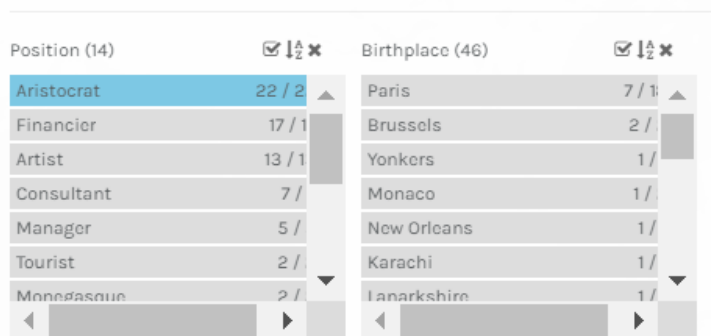 Position (14)
Aristocrat 22 / 2
Financier 17 / 1
Artist 13 / 1
Consultant 7 /
Manager 5 /
Tourist 2 /
Monegasque 2 /
Birthplace (46)
Paris 7 / 1
Brussels 2 /
Yonkers 1 /
Monaco 1 /
New Orleans 1 /
Karachi 1 /
Lanarkshire 1 /